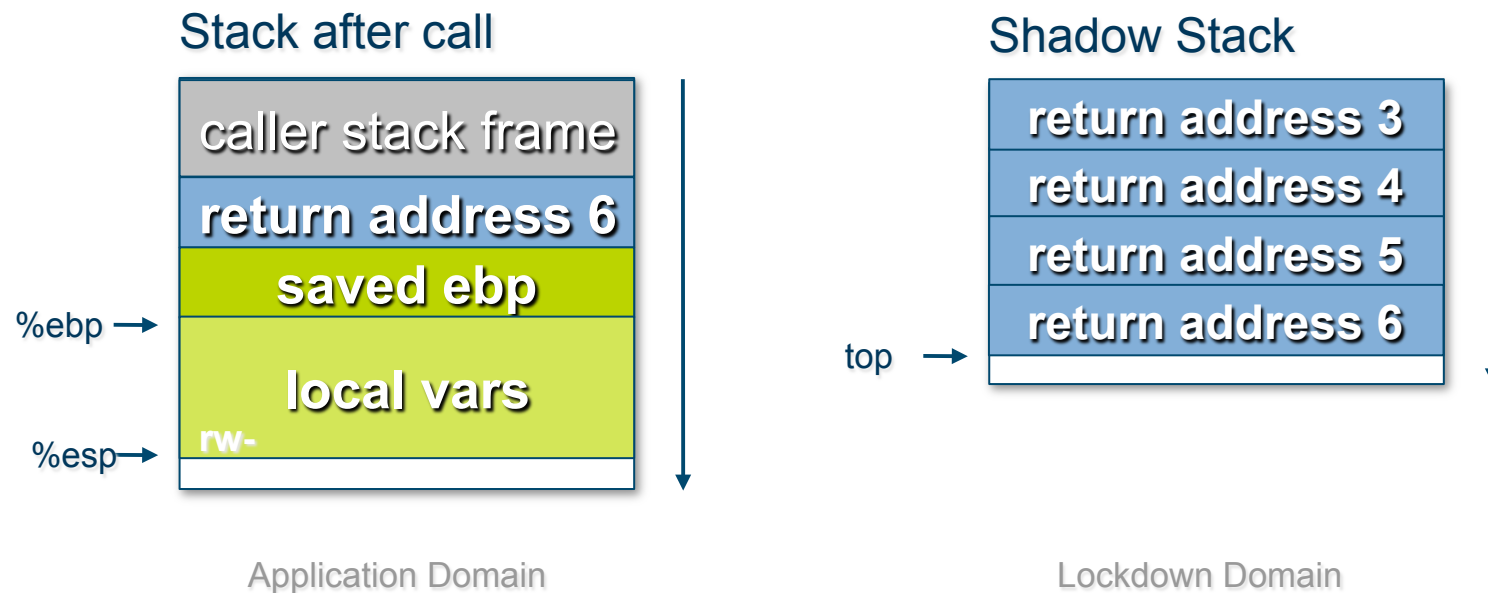 Stack after call
caller stack frame
return address 6
saved ebp
%ebp
local vars
rw-
%esp
Application Domain
Shadow Stack
return address 3
return address 4
return address 5
return address 6
top
Lockdown Domain